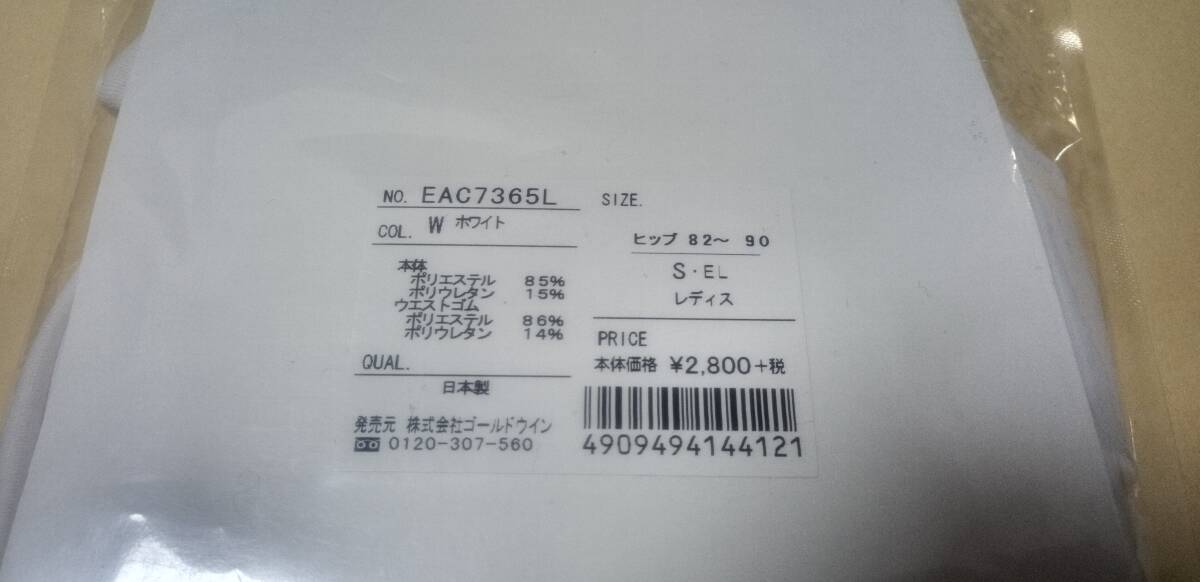 NO. EAC7365L
COL. W ホワイト
本体
ポリエステル 85%
ポリウレタン 15%
ウエストゴム
ポリエステル 86%
ポリウレタン 14%
QUAL.
日本製
発売元 株式会社ゴールドウイン
0120-307-560
SIZE.
ヒップ 82～ 90
S・EL
レディス
PRICE
本体価格 ¥2,800+税
4909494144121